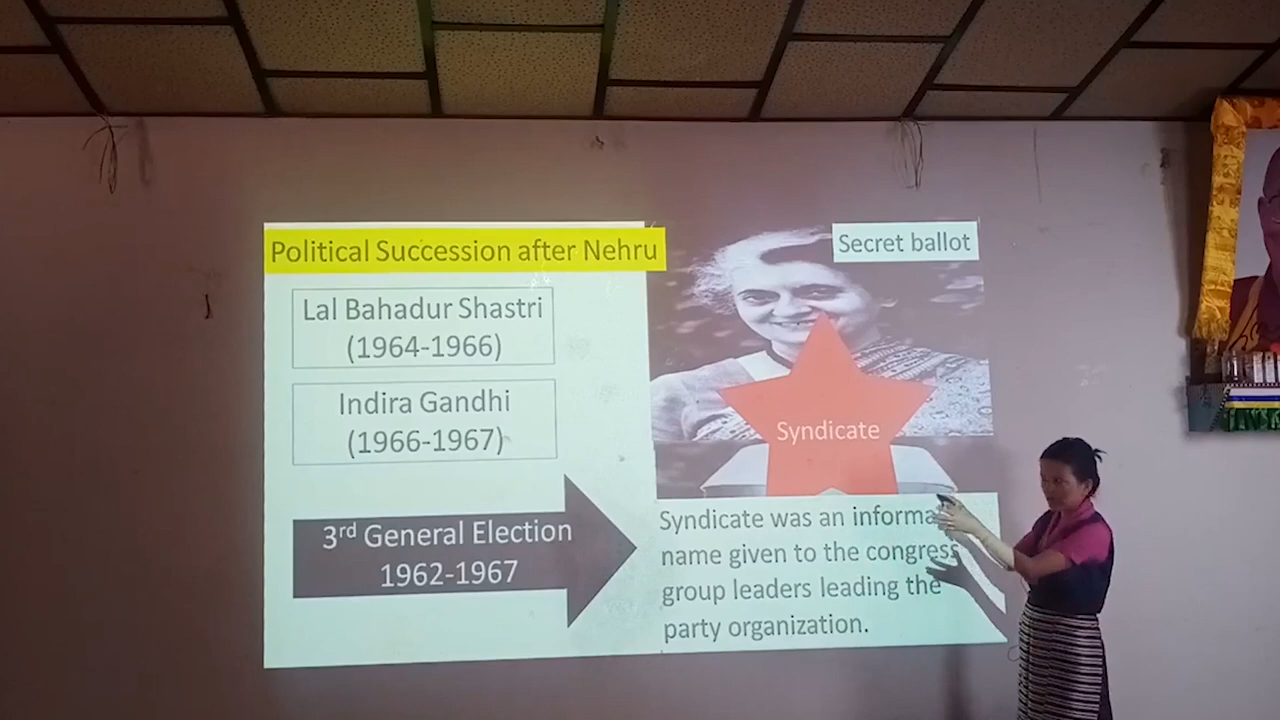 Political Succession after Nehru
Lal Bahadur Shastri
(1964-1966)
Indira Gandhi
(1966-1967)
3rd General Election
1962-1967
Secret ballot
Syndicate
Syndicate was an informa
name given to the congress
group leaders leading the
party organization.